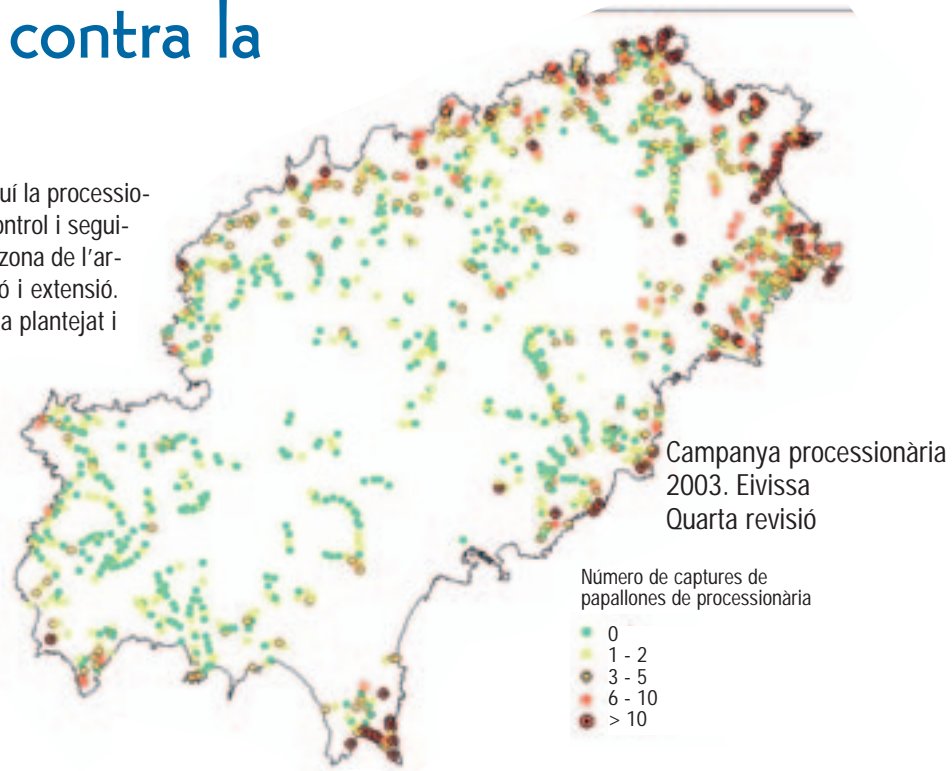 contra la
uí la processio-
ontrol i segui-
zona de l'ar-
ó i extensió.
a plantejat i
Campanya processionària
2003. Eivissa
Quarta revisió
Número de captures de
papallones de processionària
0
1 - 2
3 - 5
6 - 10
> 10